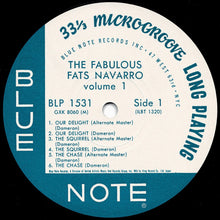 33⅓ MICROGROOVE LONG PLAYING
BLUE NOTE RECORDS INC · 47 WEST 63rd · NYC
THE FABULOUS
FATS NAVARRO
volume 1
BLP 1531 Side 1
GXK 8060 (M) (ILBT 1320)
1. OUR DELIGHT (Alternate Master)
(Dameron)
2. OUR DELIGHT (Dameron)
3. THE SQUIRREL (Alternate Master)
(Dameron)
4. THE SQUIRREL (Dameron)
5. THE CHASE (Alternate Master)
(Dameron)
6. THE CHASE (Dameron)
BLUE
NOTE